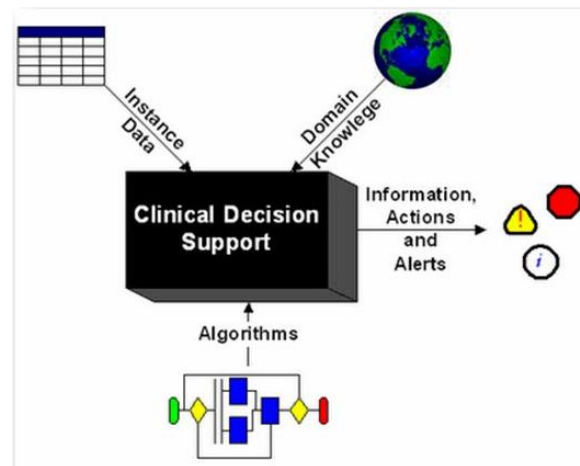 Instance
Data
Domain
Knowlege
Clinical Decision
Support
Information,
Actions
and
Alerts
!
i
Algorithms